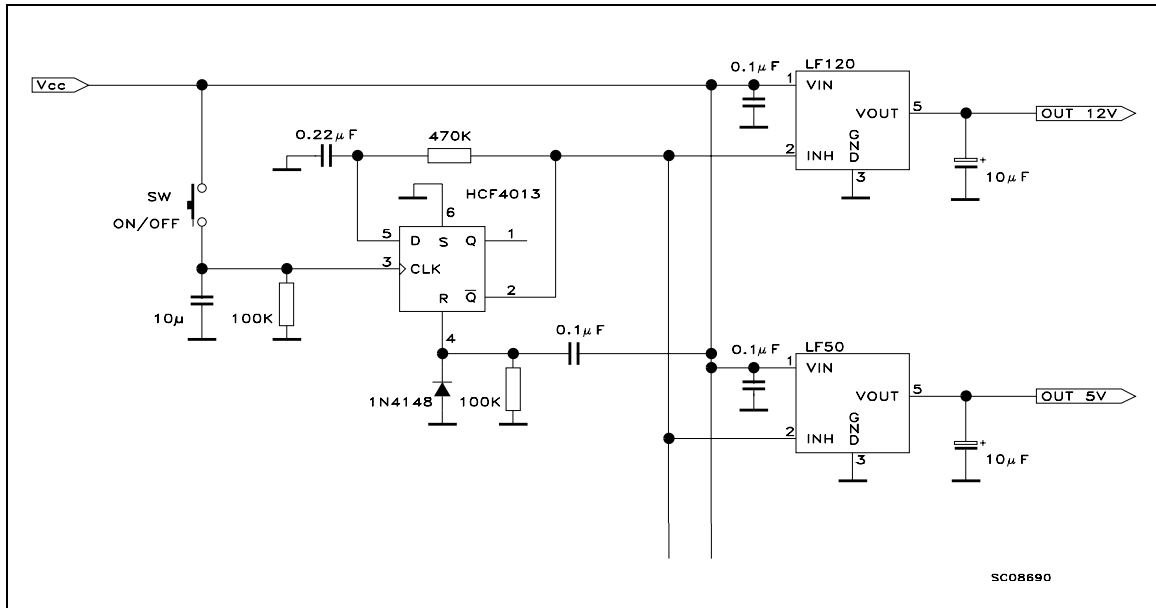 Vcc
0.1µF
LF120
1
VIN
VOUT
5
OUT 12V
2
INH
GND
3
10µF
+
0.22µF
470K
HCF4013
SW
ON/OFF
6
5
D
S
Q
1
3
CLK
R
Q̅
2
10µ
100K
4
0.1µF
1N4148
100K
0.1µF
LF50
1
VIN
VOUT
5
OUT 5V
2
INH
GND
3
10µF
+
SC08690